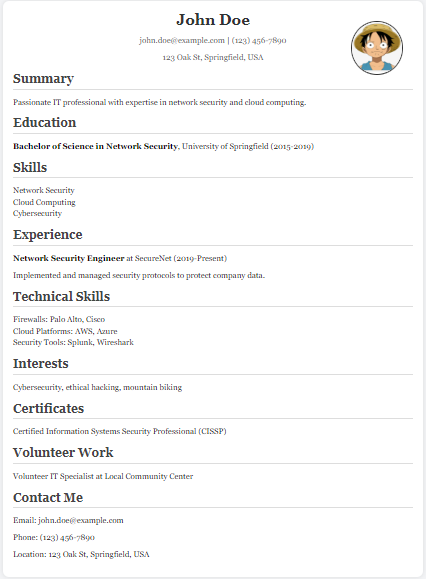 John Doe
john.doe@example.com | (123) 456-7890
123 Oak St, Springfield, USA
Summary
Passionate IT professional with expertise in network security and cloud computing.
Education
Bachelor of Science in Network Security, University of Springfield (2015-2019)
Skills
Network Security
Cloud Computing
Cybersecurity
Experience
Network Security Engineer at SecureNet (2019-Present)
Implemented and managed security protocols to protect company data.
Technical Skills
Firewalls: Palo Alto, Cisco
Cloud Platforms: AWS, Azure
Security Tools: Splunk, Wireshark
Interests
Cybersecurity, ethical hacking, mountain biking
Certificates
Certified Information Systems Security Professional (CISSP)
Volunteer Work
Volunteer IT Specialist at Local Community Center
Contact Me
Email: john.doe@example.com
Phone: (123) 456-7890
Location: 123 Oak St, Springfield, USA